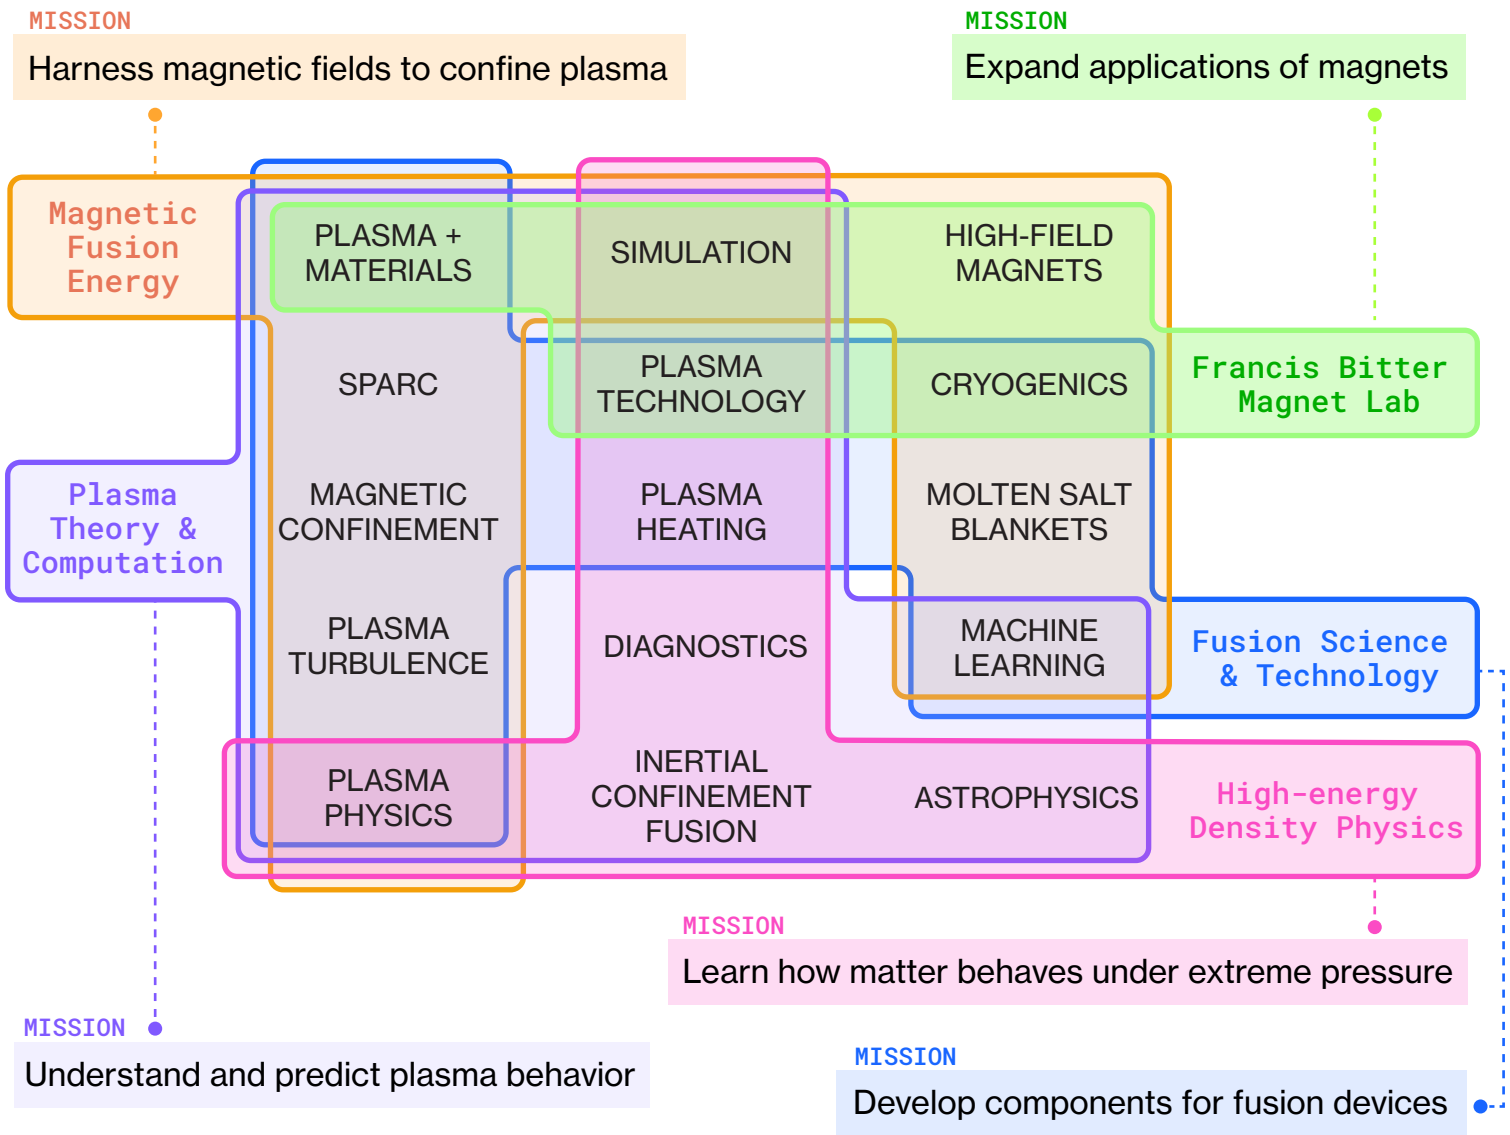 MISSION
Harness magnetic fields to confine plasma
MISSION
Expand applications of magnets
Magnetic
Fusion
Energy
PLASMA +
MATERIALS
SIMULATION
HIGH-FIELD
MAGNETS
SPARC
PLASMA
TECHNOLOGY
CRYOGENICS
Francis Bitter
Magnet Lab
Plasma
Theory &
Computation
MAGNETIC
CONFINEMENT
PLASMA
HEATING
MOLTEN SALT
BLANKETS
PLASMA
TURBULENCE
DIAGNOSTICS
MACHINE
LEARNING
Fusion Science
& Technology
PLASMA
PHYSICS
INERTIAL
CONFINEMENT
FUSION
ASTROPHYSICS
High-energy
Density Physics
MISSION
Learn how matter behaves under extreme pressure
MISSION
Understand and predict plasma behavior
MISSION
Develop components for fusion devices